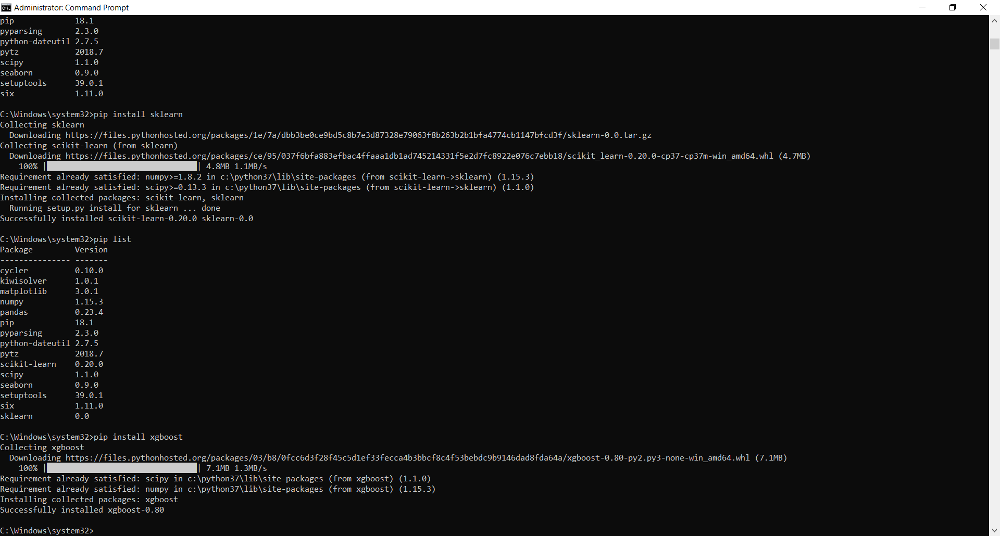 Administrator: Command Prompt
pip             18.1
pyparsing       2.3.0
python-dateutil 2.7.5
pytz            2018.7
scipy           1.1.0
seaborn         0.9.0
setuptools      39.0.1
six             1.11.0
C:\Windows\system32>pip install sklearn
Collecting sklearn
  Downloading https://files.pythonhosted.org/packages/1e/7a/dbb3be0ce9bd5c8b7e3d87328e79063f8b263b2b1bfa4774cb1147bfcd3f/sklearn-0.0.tar.gz
Collecting scikit-learn (from sklearn)
  Downloading https://files.pythonhosted.org/packages/ce/95/037f6bfa883efbac4ffaaa1db1ad745214331f5e2d7fc8922e076c7ebb18/scikit_learn-0.20.0-cp37-cp37m-win_amd64.whl (4.7MB)
    100% |████████████████████████████████| 4.8MB 1.1MB/s
Requirement already satisfied: numpy>=1.8.2 in c:\python37\lib\site-packages (from scikit-learn->sklearn) (1.15.3)
Requirement already satisfied: scipy>=0.13.3 in c:\python37\lib\site-packages (from scikit-learn->sklearn) (1.1.0)
Installing collected packages: scikit-learn, sklearn
  Running setup.py install for sklearn ... done
Successfully installed scikit-learn-0.20.0 sklearn-0.0
C:\Windows\system32>pip list
Package         Version
--------------- -------
cycler          0.10.0
kiwisolver      1.0.1
matplotlib      3.0.1
numpy           1.15.3
pandas          0.23.4
pip             18.1
pyparsing       2.3.0
python-dateutil 2.7.5
pytz            2018.7
scikit-learn    0.20.0
scipy           1.1.0
seaborn         0.9.0
setuptools      39.0.1
six             1.11.0
sklearn         0.0
C:\Windows\system32>pip install xgboost
Collecting xgboost
  Downloading https://files.pythonhosted.org/packages/03/b8/0fcc6d3f28f45c5d1ef33fecca4b3bbcf8c4f53bebdc9b9146dad8fda64a/xgboost-0.80-py2.py3-none-win_amd64.whl (7.1MB)
    100% |████████████████████████████████| 7.1MB 1.3MB/s
Requirement already satisfied: scipy in c:\python37\lib\site-packages (from xgboost) (1.1.0)
Requirement already satisfied: numpy in c:\python37\lib\site-packages (from xgboost) (1.15.3)
Installing collected packages: xgboost
Successfully installed xgboost-0.80
C:\Windows\system32>